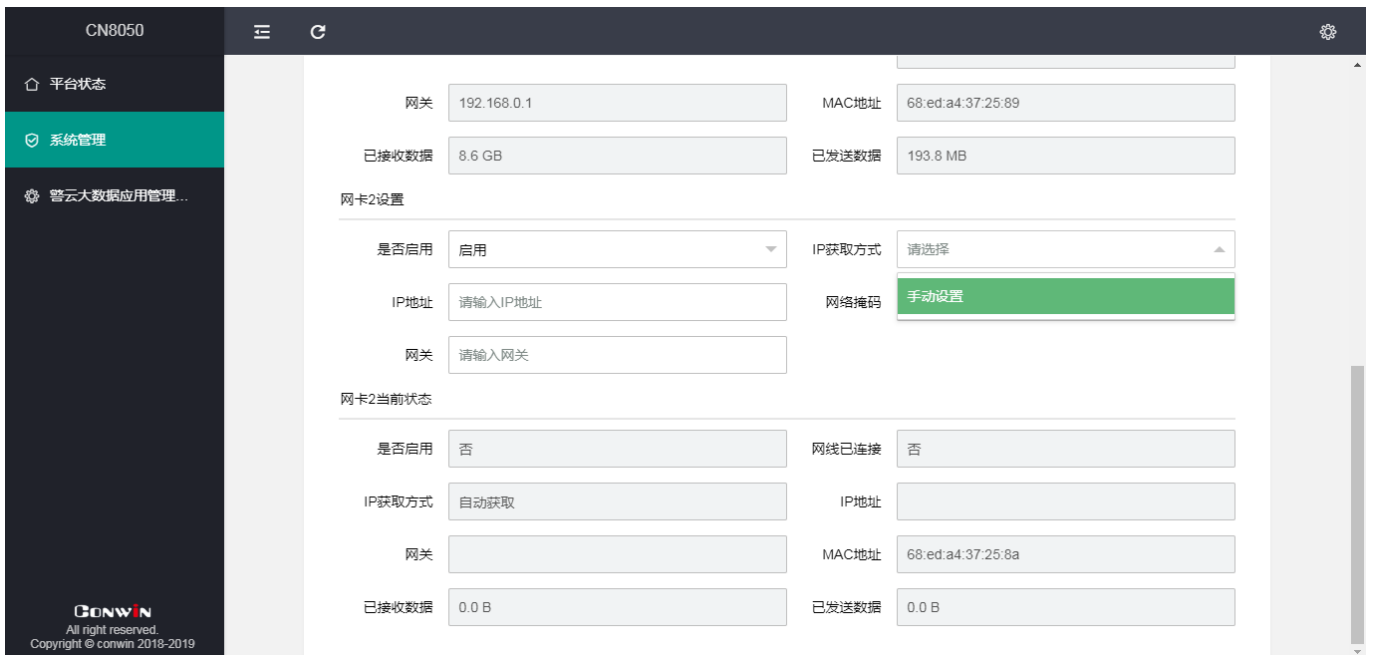 CN8050
平台状态
系统管理
警云大数据应用管理...
网关 192.168.0.1 MAC地址 68:ed:a4:37:25:89
已接收数据 8.6 GB 已发送数据 193.8 MB
网卡2设置
是否启用 启用 IP获取方式 请选择
手动设置
IP地址 请输入IP地址 网络掩码
网关 请输入网关
网卡2当前状态
是否启用 否 网线已连接 否
IP获取方式 自动获取 IP地址
网关 MAC地址 68:ed:a4:37:25:8a
已接收数据 0.0 B 已发送数据 0.0 B
CONWIN
All right reserved.
Copyright © conwin 2018-2019